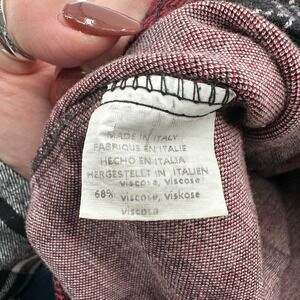 MADE IN ITALY
FABRIQUE EN ITALIE
HECHO EN ITALIA
HERGESTELLT IN ITALIEN
viscose, viscose
68% viscose, Viskose
viscosa